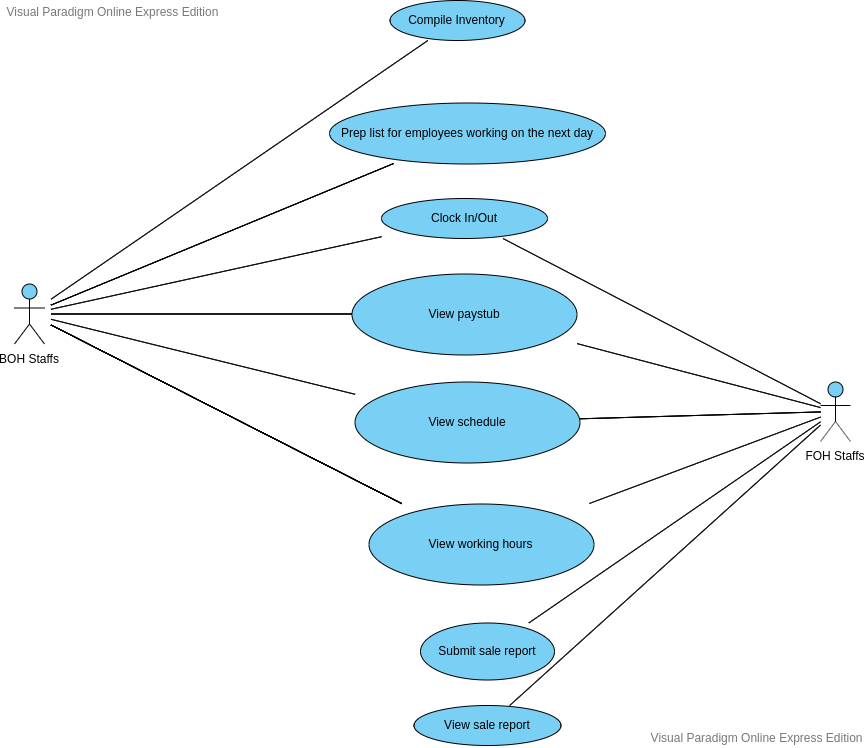 Visual Paradigm Online Express Edition
Compile Inventory
Prep list for employees working on the next day
Clock In/Out
View paystub
BOH Staffs
View schedule
FOH Staffs
View working hours
Submit sale report
View sale report
Visual Paradigm Online Express Edition